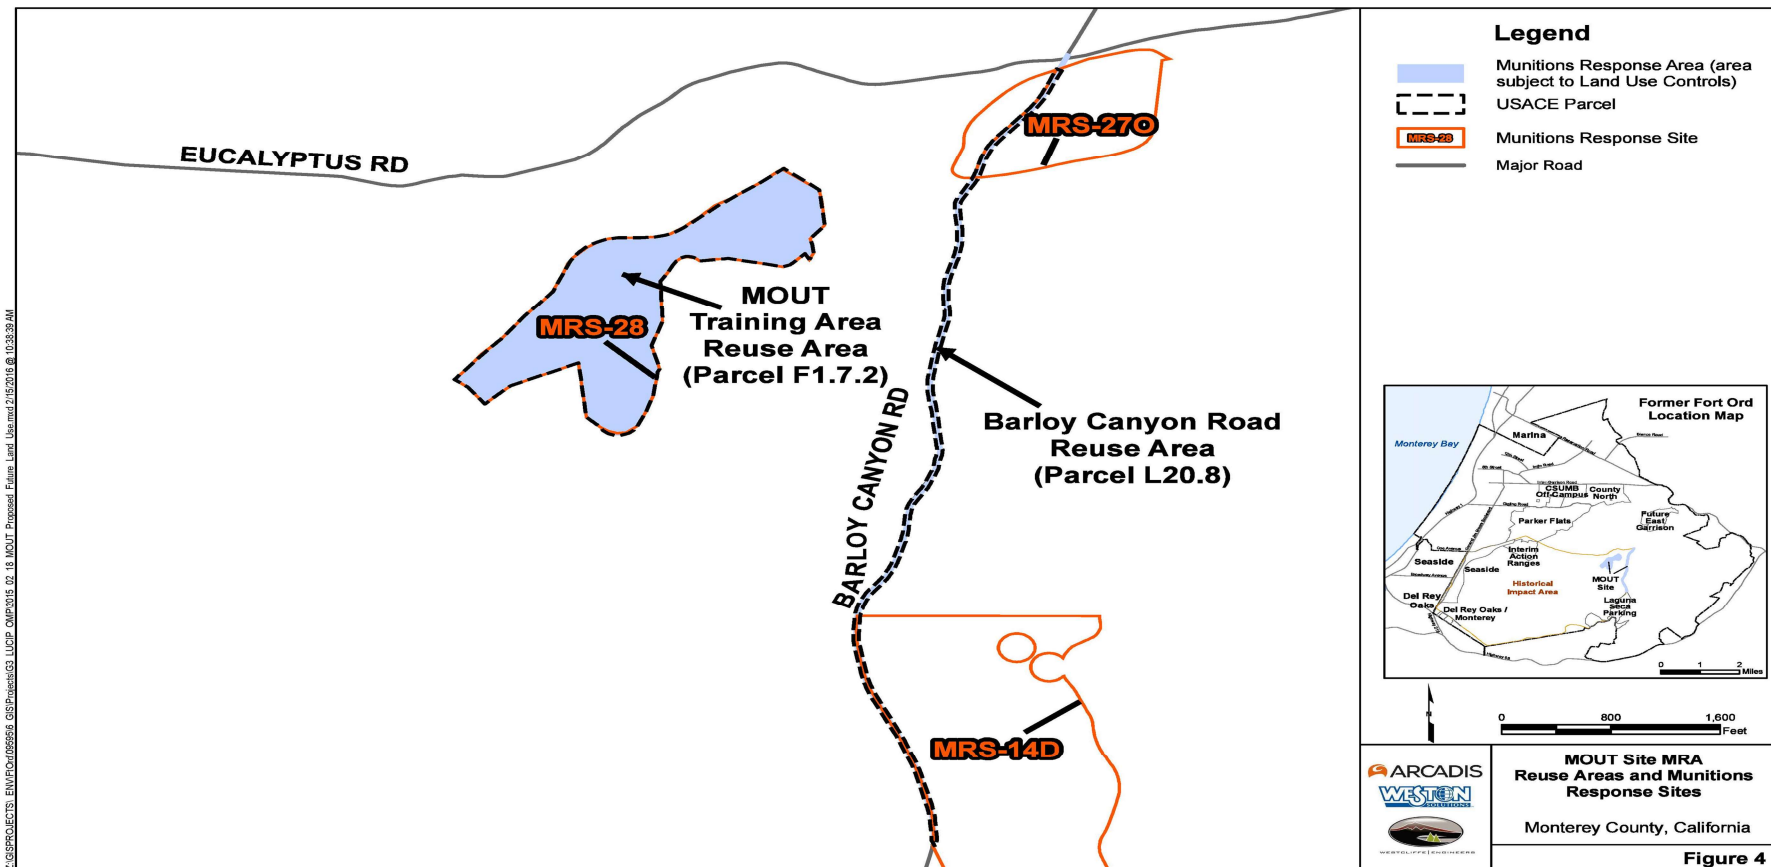 EUCALYPTUS RD
MRS-27O
MOUT
Training Area
Reuse Area
(Parcel F1.7.2)
MRS-28
BARLOY CANYON RD
Barloy Canyon Road
Reuse Area
(Parcel L20.8)
MRS-14D
Legend
Munitions Response Area (area
subject to Land Use Controls)
USACE Parcel
MRS-28
Munitions Response Site
Major Road
Former Fort Ord
Location Map
Monterey Bay
Marina
CSUMB
Off-Campus
County
North
Parker Flats
Future
East
Garrison
Interim
Action
Ranges
Seaside
Seaside
Historical
Impact Area
MOUT
Site
Del Rey
Oaks
Del Rey Oaks /
Monterey
Laguna
Seca
Parking
Highway 1
0 1 2
Miles
N
0 800 1,600
Feet
ARCADIS
WESTON
SOLUTIONS
WESTCLIFFE ENGINEERS
MOUT Site MRA
Reuse Areas and Munitions
Response Sites
Monterey County, California
Figure 4